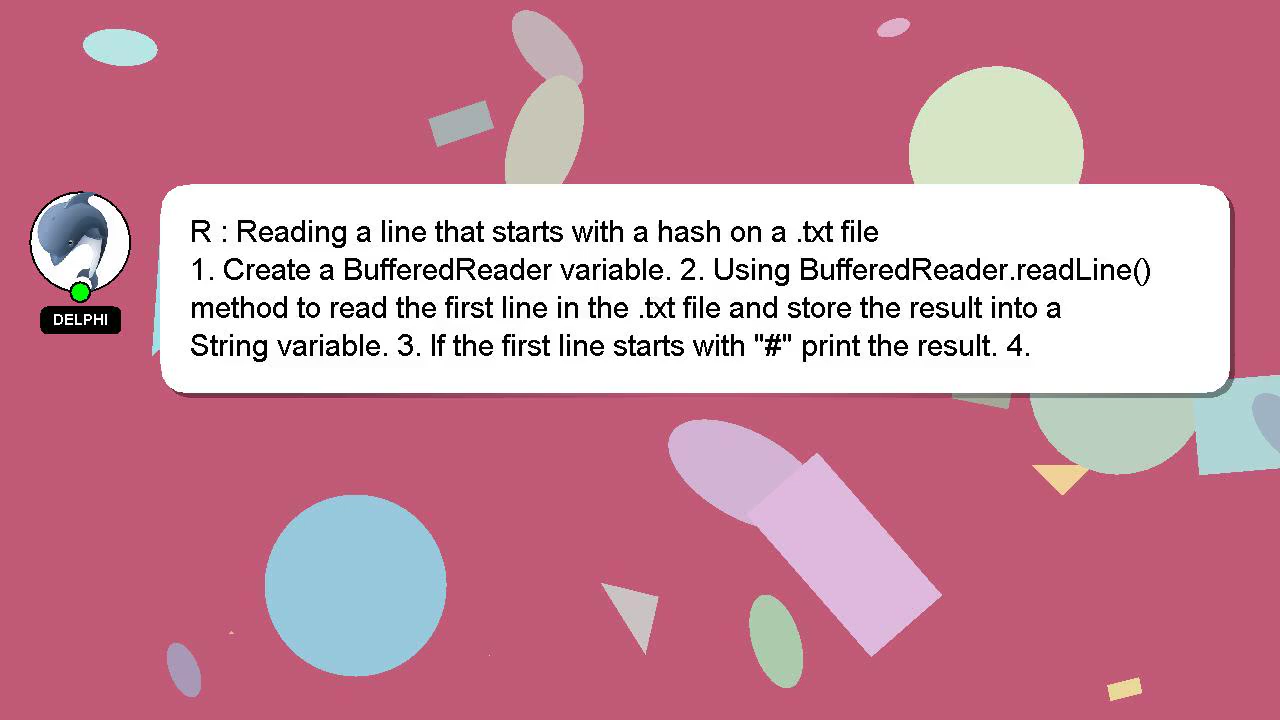 R : Reading a line that starts with a hash on a .txt file
1. Create a BufferedReader variable. 2. Using BufferedReader.readLine()
method to read the first line in the .txt file and store the result into a
String variable. 3. If the first line starts with "#" print the result. 4.
DELPHI